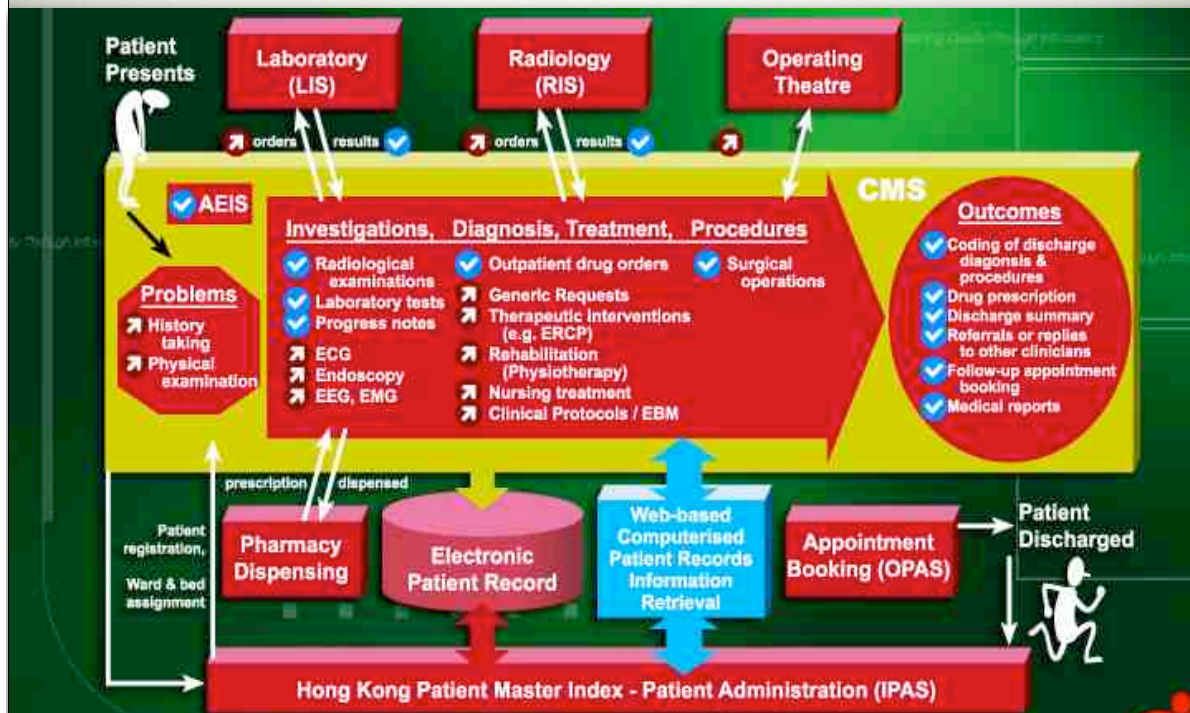 Patient
Presents
Laboratory
(LIS)
Radiology
(RIS)
Operating
Theatre
orders
results
orders
results
CMS
AEIS
Problems
History
taking
Physical
examination
Investigations, Diagnosis, Treatment, Procedures
Radiological
examinations
Laboratory tests
Progress notes
ECG
Endoscopy
EEG, EMG
Outpatient drug orders
Generic Requests
Therapeutic Interventions
(e.g. ERCP)
Rehabilitation
(Physiotherapy)
Nursing treatment
Clinical Protocols / EBM
Surgical
operations
Outcomes
Coding of discharge
diagonsis &
procedures
Drug prescription
Discharge summary
Referrals or replies
to other clinicians
Follow-up appointment
booking
Medical reports
prescription
dispensed
Patient
registration,
Ward & bed
assignment
Pharmacy
Dispensing
Electronic
Patient Record
Web-based
Computerised
Patient Records
Information
Retrieval
Appointment
Booking (OPAS)
Patient
Discharged
Hong Kong Patient Master Index - Patient Administration (IPAS)